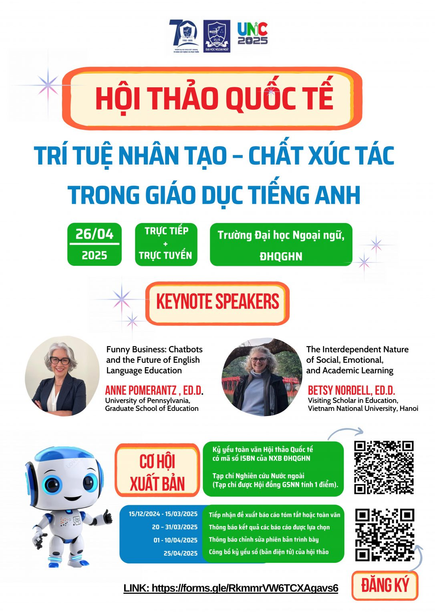 UNC
2025
HỘI THẢO QUỐC TẾ
TRÍ TUỆ NHÂN TẠO – CHẤT XÚC TÁC
TRONG GIÁO DỤC TIẾNG ANH
26/04
2025
TRỰC TIẾP
+
TRỰC TUYẾN
Trường Đại học Ngoại ngữ,
ĐHQGHN
KEYNOTE SPEAKERS
Funny Business: Chatbots
and the Future of English
Language Education
ANNE POMERANTZ , ED.D.
University of Pennsylvania,
Graduate School of Education
The Interdependent Nature
of Social, Emotional,
and Academic Learning
BETSY NORDELL, ED.D.
Visiting Scholar in Education,
Vietnam National University, Hanoi
CƠ HỘI
XUẤT BẢN
Kỷ yếu toàn văn Hội thảo Quốc tế
có mã số ISBN của NXB ĐHQGHN
Tạp chí Nghiên cứu Nước ngoài
(Tạp chí được Hội đồng GSNN tính 1 điểm).
15/12/2024 - 15/03/2025 Tiếp nhận đề xuất báo cáo tóm tắt hoặc toàn văn
20 – 31/03/2025 Thông báo kết quả các báo cáo được lựa chọn
01 - 10/04/2025 Thông báo chỉnh sửa phiên bản trình bày
25/04/2025 Công bố kỷ yếu số (bản điện tử) của hội thảo
LINK: https://forms.gle/RkmmrVW6TCXAgavs6
ĐĂNG KÝ